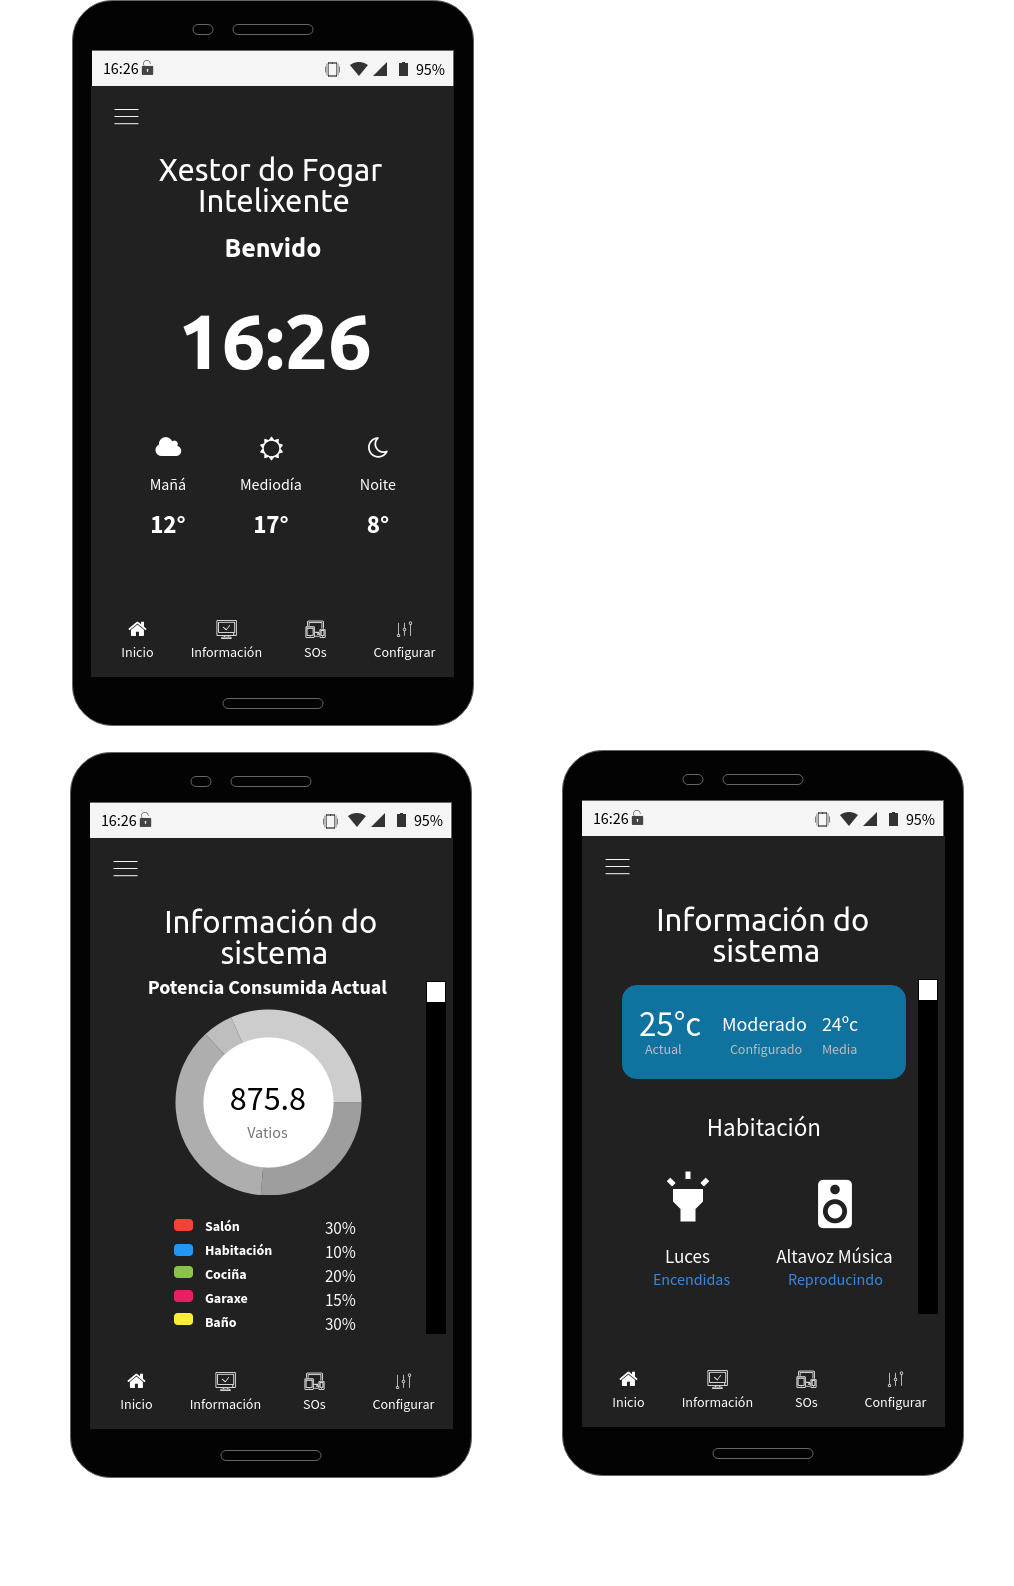 16:26 95%
Xestor do Fogar
Intelixente
Benvido
16:26
Mañá Mediodía Noite
12° 17° 8°
Inicio Información SOs Configurar
16:26 95%
Información do
sistema
Potencia Consumida Actual
875.8
Vatios
Salón 30%
Habitación 10%
Cociña 20%
Garaxe 15%
Baño 30%
Inicio Información SOs Configurar
16:26 95%
Información do
sistema
25°c Moderado 24ºc
Actual Configurado Media
Habitación
Luces Altavoz Música
Encendidas Reproducindo
Inicio Información SOs Configurar